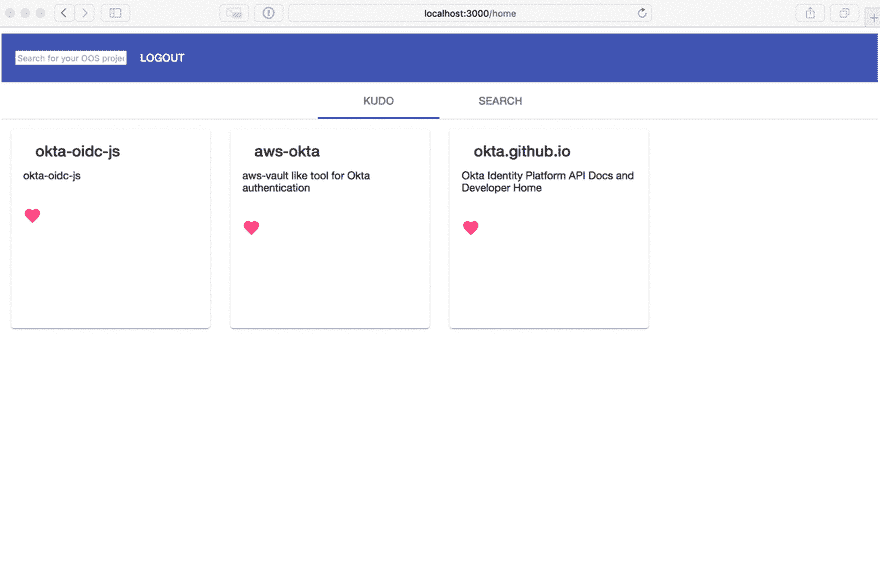 localhost:3000/home
Search for your OOS projec
LOGOUT
KUDO
SEARCH
okta-oidc-js
okta-oidc-js
aws-okta
aws-vault like tool for Okta
authentication
okta.github.io
Okta Identity Platform API Docs and
Developer Home